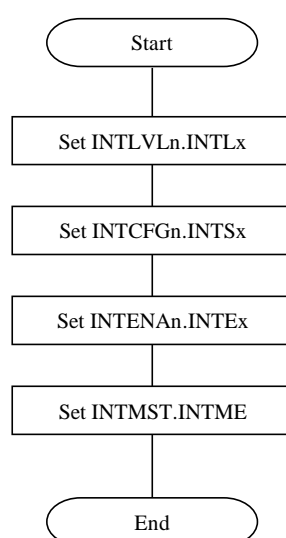 Start
Set INTLVLn.INTLx
Set INTCFGn.INTSx
Set INTENAn.INTEx
Set INTMST.INTME
End